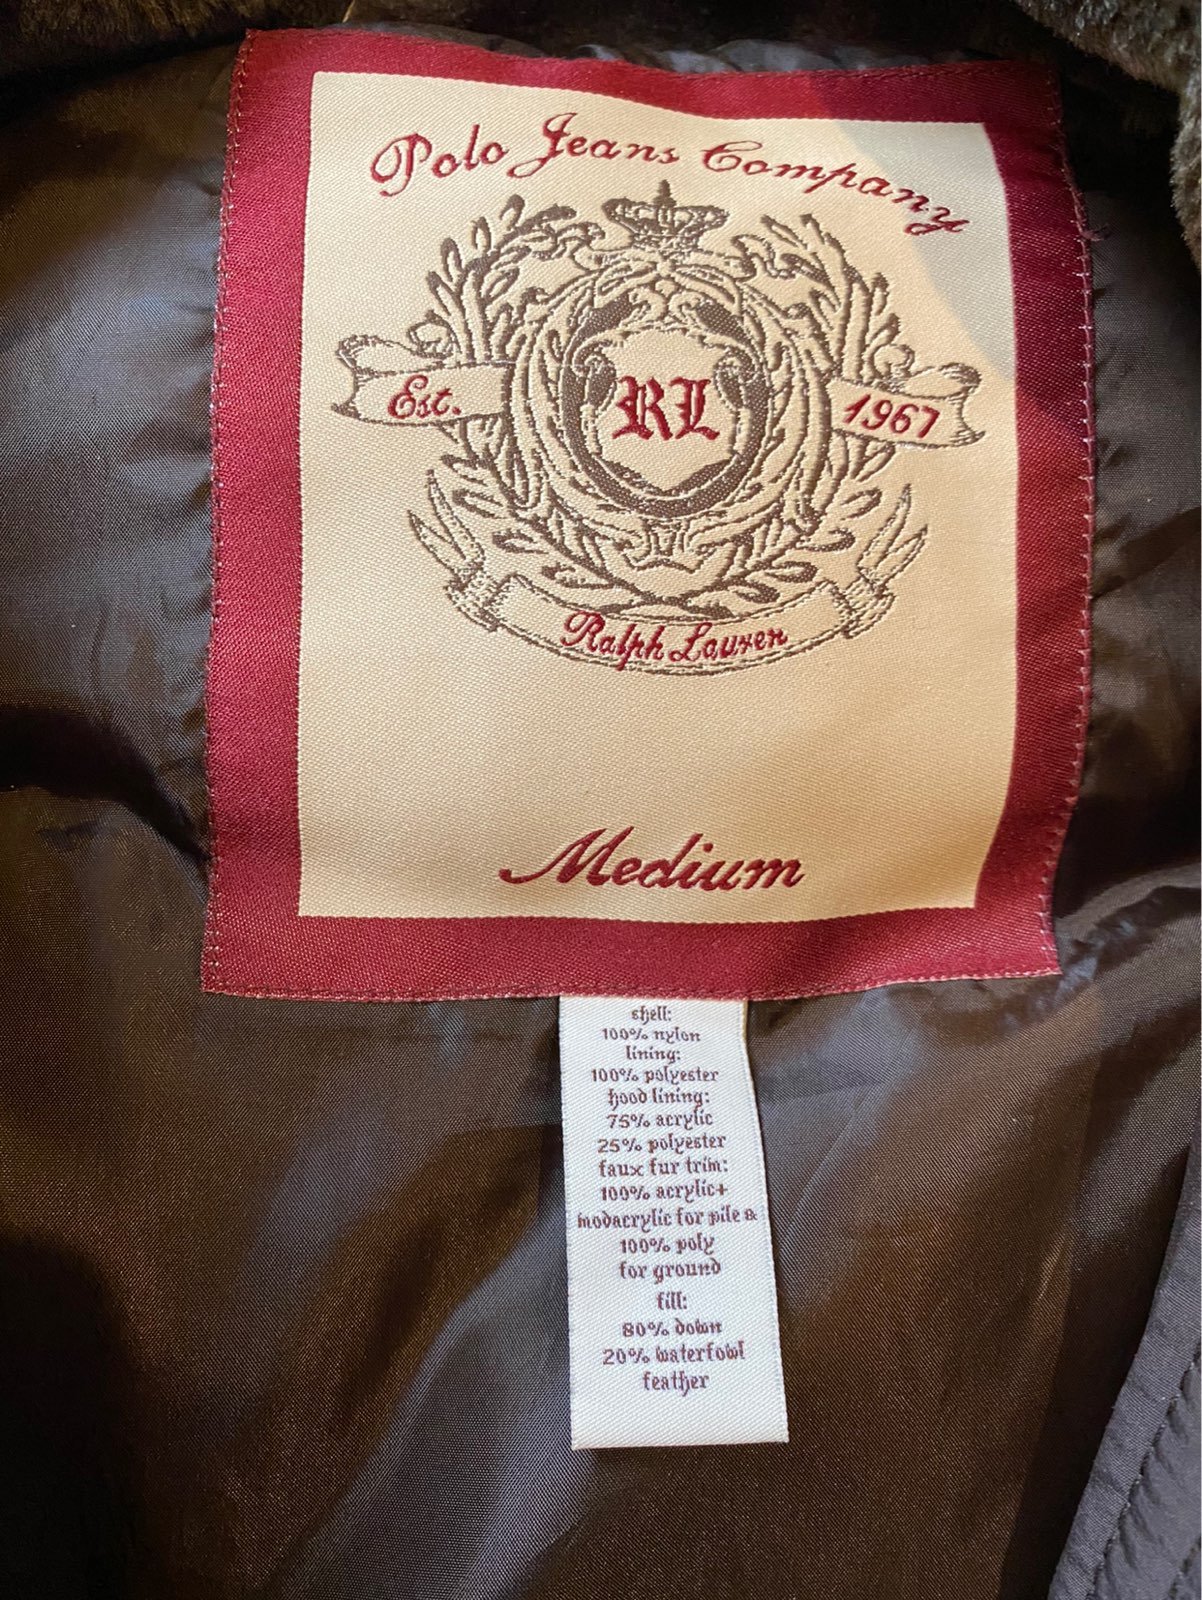 Polo Jeans Company
Est.
RL
1967
Ralph Lauren
Medium
shell:
100% nylon
lining:
100% polyester
hood lining:
75% acrylic
25% polyester
faux fur trim:
100% acrylic+
modacrylic for pile &
100% poly
for ground
fill:
80% down
20% waterfowl
feather